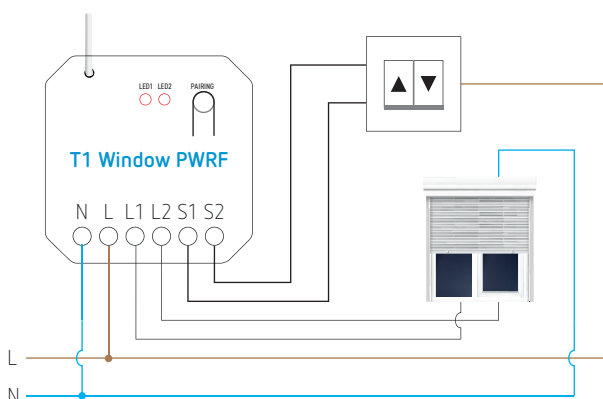 LED1 LED2 PAIRING
T1 Window PWRF
N L L1 L2 S1 S2
L
N